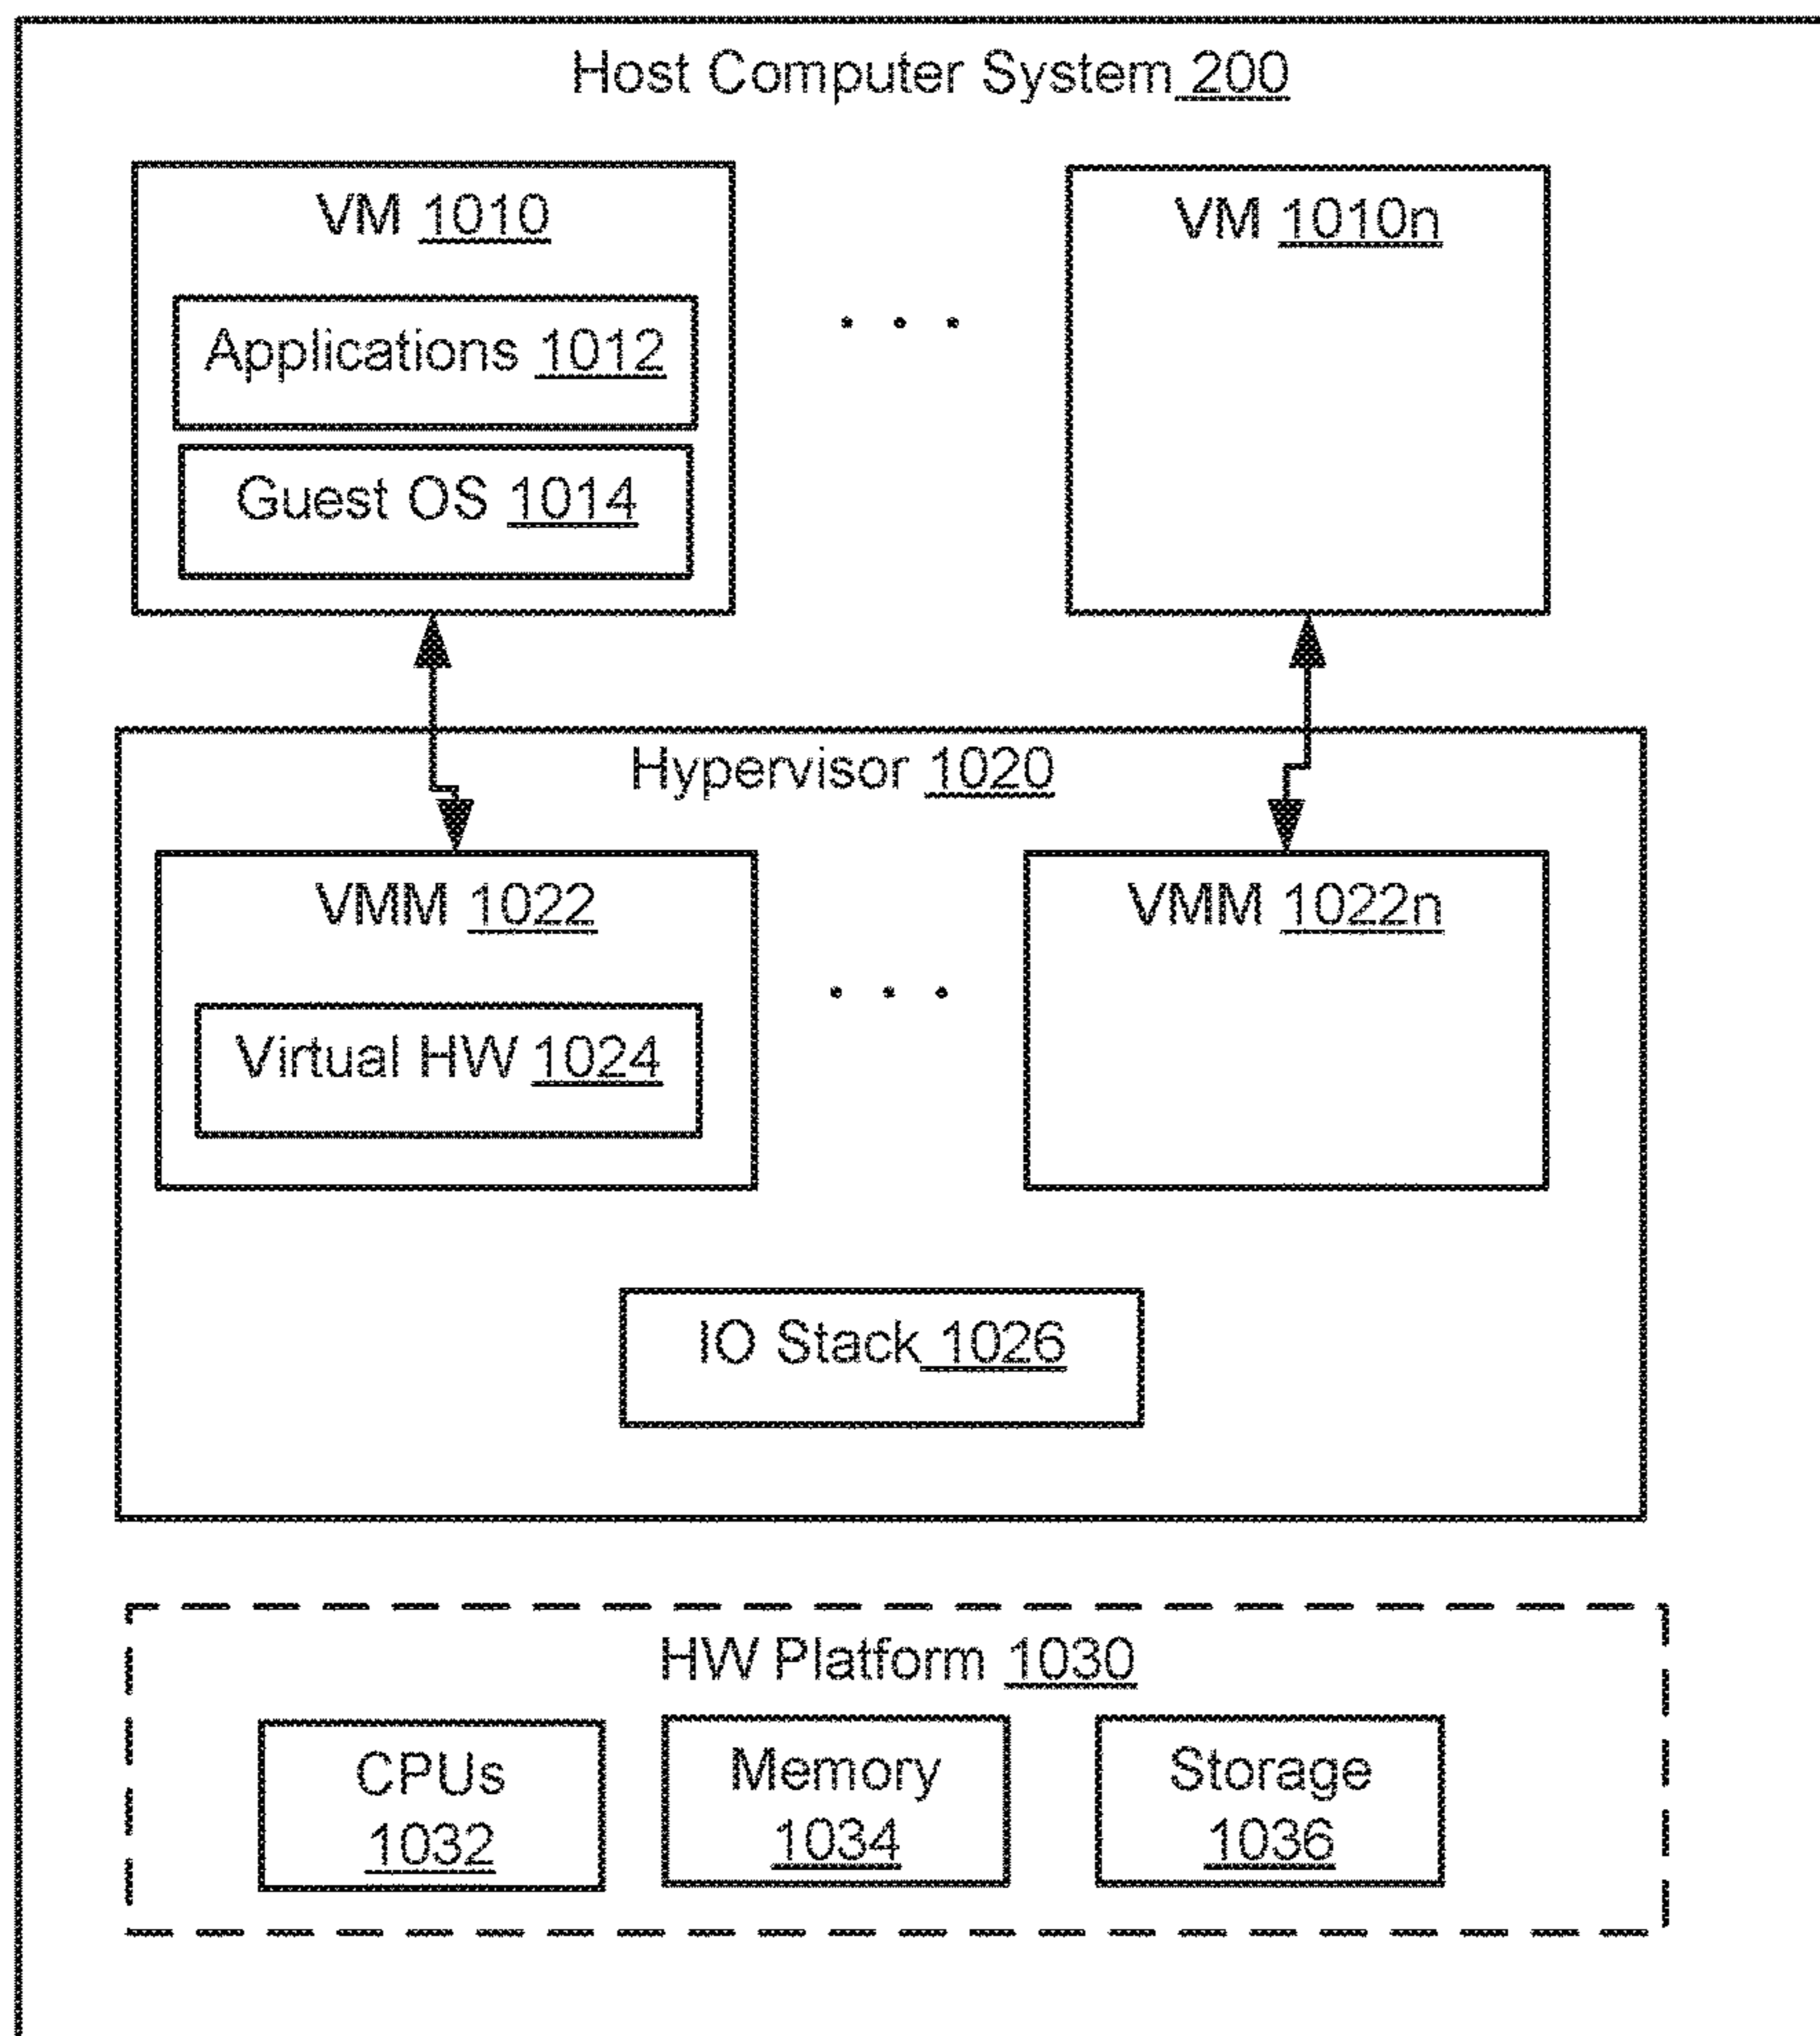 Host Computer System 200
VM 1010
VM 1010n
Applications 1012
Guest OS 1014
Hypervisor 1020
VMM 1022
VMM 1022n
Virtual HW 1024
IO Stack 1026
HW Platform 1030
CPUs
1032
Memory
1034
Storage
1036